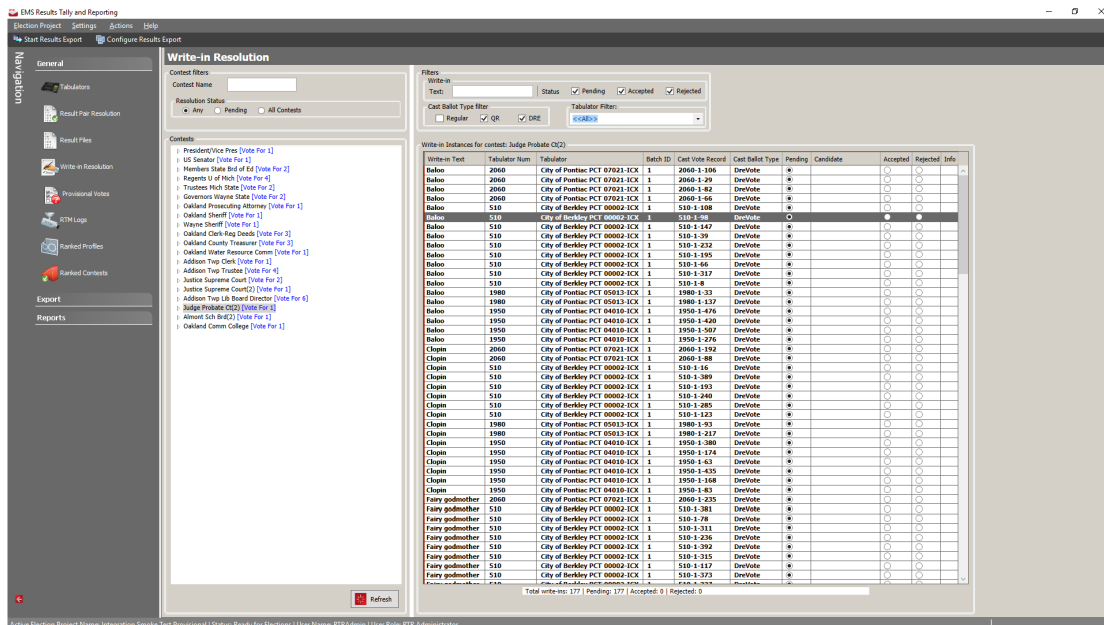 EMS Results Tally and Reporting
Election Project Settings Actions Help
Start Results Export Configure Results Export
Navigation
General
Tabulators
Result Pair Resolution
Result Files
Write-in Resolution
Provisional Votes
RTM Logs
Ranked Profiles
Ranked Contests
Export
Reports
Write-in Resolution
Contest filters
Contest Name
Resolution Status
Any Pending All Contests
Contests
President/Vice Pres [Vote For 1]
US Senator [Vote For 1]
Members State Brd of Ed [Vote For 2]
Regents U of Mich [Vote For 4]
Trustees Mich State [Vote For 2]
Governors Wayne State [Vote For 2]
Oakland Prosecuting Attorney [Vote For 1]
Oakland Sheriff [Vote For 1]
Wayne Sheriff [Vote For 1]
Oakland Clerk-Reg Deeds [Vote For 3]
Oakland County Treasurer [Vote For 3]
Oakland Water Resource Comm [Vote For 1]
Addison Twp Clerk [Vote For 1]
Addison Twp Trustee [Vote For 4]
Justice Supreme Court [Vote For 2]
Justice Supreme Court(2) [Vote For 1]
Addison Twp Lib Board Director [Vote For 6]
Judge Probate Ct(2) [Vote For 1]
Almont Sch Brd(2) [Vote For 1]
Oakland Comm College [Vote For 1]
Refresh
Filters
Write-in
Text: Status Pending Accepted Rejected
Cast Ballot Type filter
Regular QR DRE
Tabulator Filter:
<<All>>
Write-in Instances for contest: Judge Probate Ct(2)
Write-in Text Tabulator Num Tabulator Batch ID Cast Vote Record Cast Ballot Type Pending Candidate Accepted Rejected Info
Baloo 2060 City of Pontiac PCT 07021-ICX 1 2060-1-106 DreVote
Baloo 2060 City of Pontiac PCT 07021-ICX 1 2060-1-29 DreVote
Baloo 2060 City of Pontiac PCT 07021-ICX 1 2060-1-82 DreVote
Baloo 2060 City of Pontiac PCT 07021-ICX 1 2060-1-66 DreVote
Baloo 510 City of Berkley PCT 00002-ICX 1 510-1-108 DreVote
Baloo 510 City of Berkley PCT 00002-ICX 1 510-1-98 DreVote
Baloo 510 City of Berkley PCT 00002-ICX 1 510-1-147 DreVote
Baloo 510 City of Berkley PCT 00002-ICX 1 510-1-39 DreVote
Baloo 510 City of Berkley PCT 00002-ICX 1 510-1-232 DreVote
Baloo 510 City of Berkley PCT 00002-ICX 1 510-1-195 DreVote
Baloo 510 City of Berkley PCT 00002-ICX 1 510-1-66 DreVote
Baloo 510 City of Berkley PCT 00002-ICX 1 510-1-317 DreVote
Baloo 510 City of Berkley PCT 00002-ICX 1 510-1-8 DreVote
Baloo 1980 City of Pontiac PCT 05013-ICX 1 1980-1-33 DreVote
Baloo 1980 City of Pontiac PCT 05013-ICX 1 1980-1-137 DreVote
Baloo 1950 City of Pontiac PCT 04010-ICX 1 1950-1-476 DreVote
Baloo 1950 City of Pontiac PCT 04010-ICX 1 1950-1-420 DreVote
Baloo 1950 City of Pontiac PCT 04010-ICX 1 1950-1-507 DreVote
Baloo 1950 City of Pontiac PCT 04010-ICX 1 1950-1-276 DreVote
Clopin 2060 City of Pontiac PCT 07021-ICX 1 2060-1-192 DreVote
Clopin 2060 City of Pontiac PCT 07021-ICX 1 2060-1-88 DreVote
Clopin 510 City of Berkley PCT 00002-ICX 1 510-1-16 DreVote
Clopin 510 City of Berkley PCT 00002-ICX 1 510-1-389 DreVote
Clopin 510 City of Berkley PCT 00002-ICX 1 510-1-193 DreVote
Clopin 510 City of Berkley PCT 00002-ICX 1 510-1-240 DreVote
Clopin 510 City of Berkley PCT 00002-ICX 1 510-1-285 DreVote
Clopin 510 City of Berkley PCT 00002-ICX 1 510-1-123 DreVote
Clopin 1980 City of Pontiac PCT 05013-ICX 1 1980-1-93 DreVote
Clopin 1980 City of Pontiac PCT 05013-ICX 1 1980-1-217 DreVote
Clopin 1950 City of Pontiac PCT 04010-ICX 1 1950-1-380 DreVote
Clopin 1950 City of Pontiac PCT 04010-ICX 1 1950-1-174 DreVote
Clopin 1950 City of Pontiac PCT 04010-ICX 1 1950-1-63 DreVote
Clopin 1950 City of Pontiac PCT 04010-ICX 1 1950-1-435 DreVote
Clopin 1950 City of Pontiac PCT 04010-ICX 1 1950-1-168 DreVote
Clopin 1950 City of Pontiac PCT 04010-ICX 1 1950-1-83 DreVote
Fairy godmother 2060 City of Pontiac PCT 07021-ICX 1 2060-1-235 DreVote
Fairy godmother 510 City of Berkley PCT 00002-ICX 1 510-1-381 DreVote
Fairy godmother 510 City of Berkley PCT 00002-ICX 1 510-1-78 DreVote
Fairy godmother 510 City of Berkley PCT 00002-ICX 1 510-1-311 DreVote
Fairy godmother 510 City of Berkley PCT 00002-ICX 1 510-1-236 DreVote
Fairy godmother 510 City of Berkley PCT 00002-ICX 1 510-1-392 DreVote
Fairy godmother 510 City of Berkley PCT 00002-ICX 1 510-1-315 DreVote
Fairy godmother 510 City of Berkley PCT 00002-ICX 1 510-1-117 DreVote
Fairy godmother 510 City of Berkley PCT 00002-ICX 1 510-1-373 DreVote
Total write-ins: 177 | Pending: 177 | Accepted: 0 | Rejected: 0
Active Election Project Name: Integration Smoke Test Provisional | Status: Ready for Elections | User Name: RTRAdmin | User Role: RTR Administrator